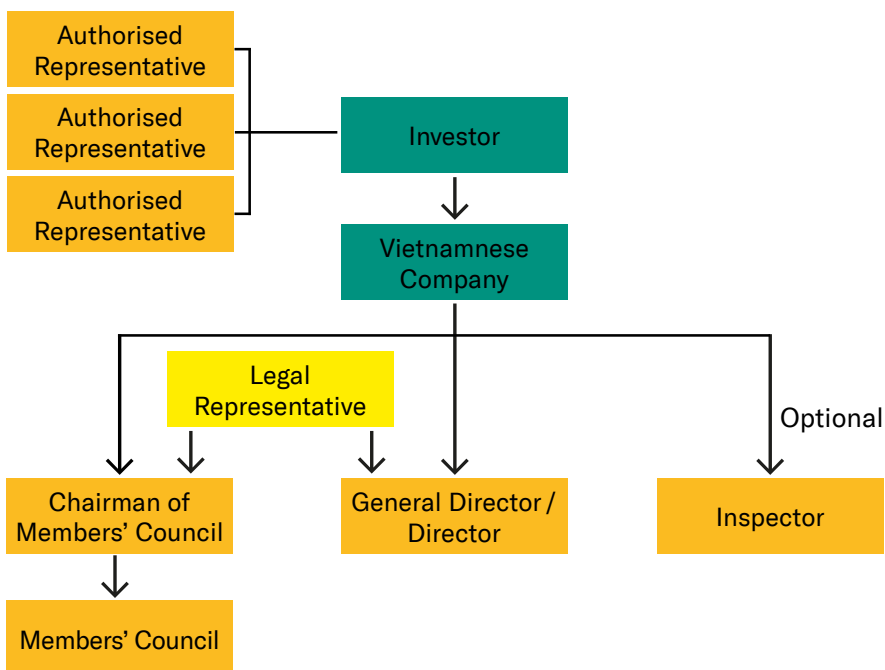 Authorised
Representative
Authorised
Representative
Authorised
Representative
Investor
Vietnamnese
Company
Legal
Representative
Optional
Chairman of
Members’ Council
General Director /
Director
Inspector
Members’ Council